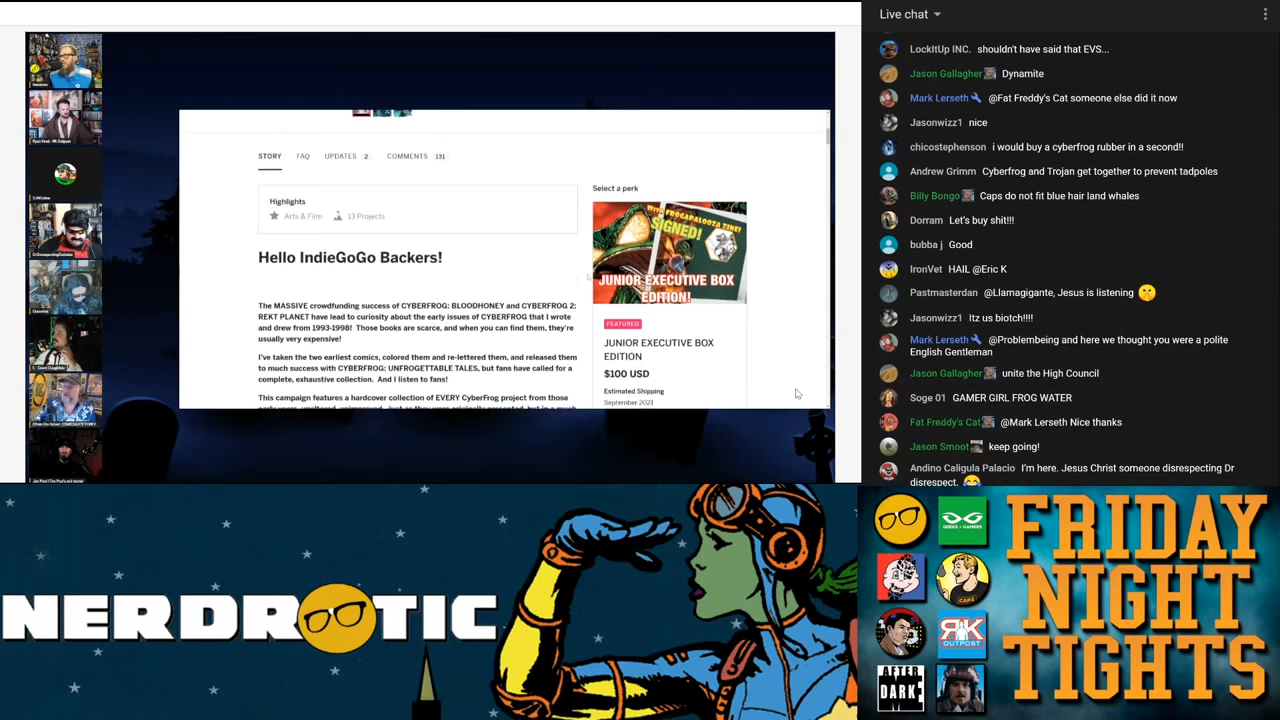 Nerdrotic
SJWCubes
STORY
FAQ
UPDATES 2
COMMENTS 131
Highlights
Arts & Film
13 Projects
Hello IndieGoGo Backers!
The MASSIVE crowdfunding success of CYBERFROG: BLOODHONEY and CYBERFROG 2:
REKT PLANET have lead to curiosity about the early issues of CYBERFROG that I wrote
and drew from 1993-1998! Those books are scarce, and when you can find them, they're
usually very expensive!
I've taken the two earliest comics, colored them and re-lettered them, and released them
to much success with CYBERFROG: UNFROGETTABLE TALES, but fans have called for a
complete, exhaustive collection. And I listen to fans!
This campaign features a hardcover collection of EVERY CyberFrog project from those
Select a perk
WITH FROGAPALOOZA ZINE!
SIGNED!
JUNIOR EXECUTIVE BOX
EDITION!
FEATURED
JUNIOR EXECUTIVE BOX
EDITION
$100 USD
Estimated Shipping
September 2021
Live chat
LockItUp INC. shouldn't have said that EVS...
Jason Gallagher Dynamite
Mark Lerseth @Fat Freddy's Cat someone else did it now
Jasonwizz1 nice
chicostephenson i would buy a cyberfrog rubber in a second!!
Andrew Grimm Cyberfrog and Trojan get together to prevent tadpoles
Billy Bongo Caps do not fit blue hair land whales
Dorram Let's buy shit!!!
bubba j Good
IronVet HAIL @Eric K
Pastmasterdan @Llamagigante, Jesus is listening 🤫
Jasonwizz1 Itz us biotch!!!!
Mark Lerseth @Problembeing and here we thought you were a polite
English Gentleman
Jason Gallagher unite the High Council
Soge 01 GAMER GIRL FROG WATER
Fat Freddy's Cat @Mark Lerseth Nice thanks
Jason Smoot keep going!
Andino Caligula Palacio I'm here. Jesus Christ someone disrespecting Dr
disrespect. 😂
NERDROTIC
GEEKS + GAMERS
RK
OUTPOST
AFTER
DARK
FRIDAY
NIGHT
TIGHTS